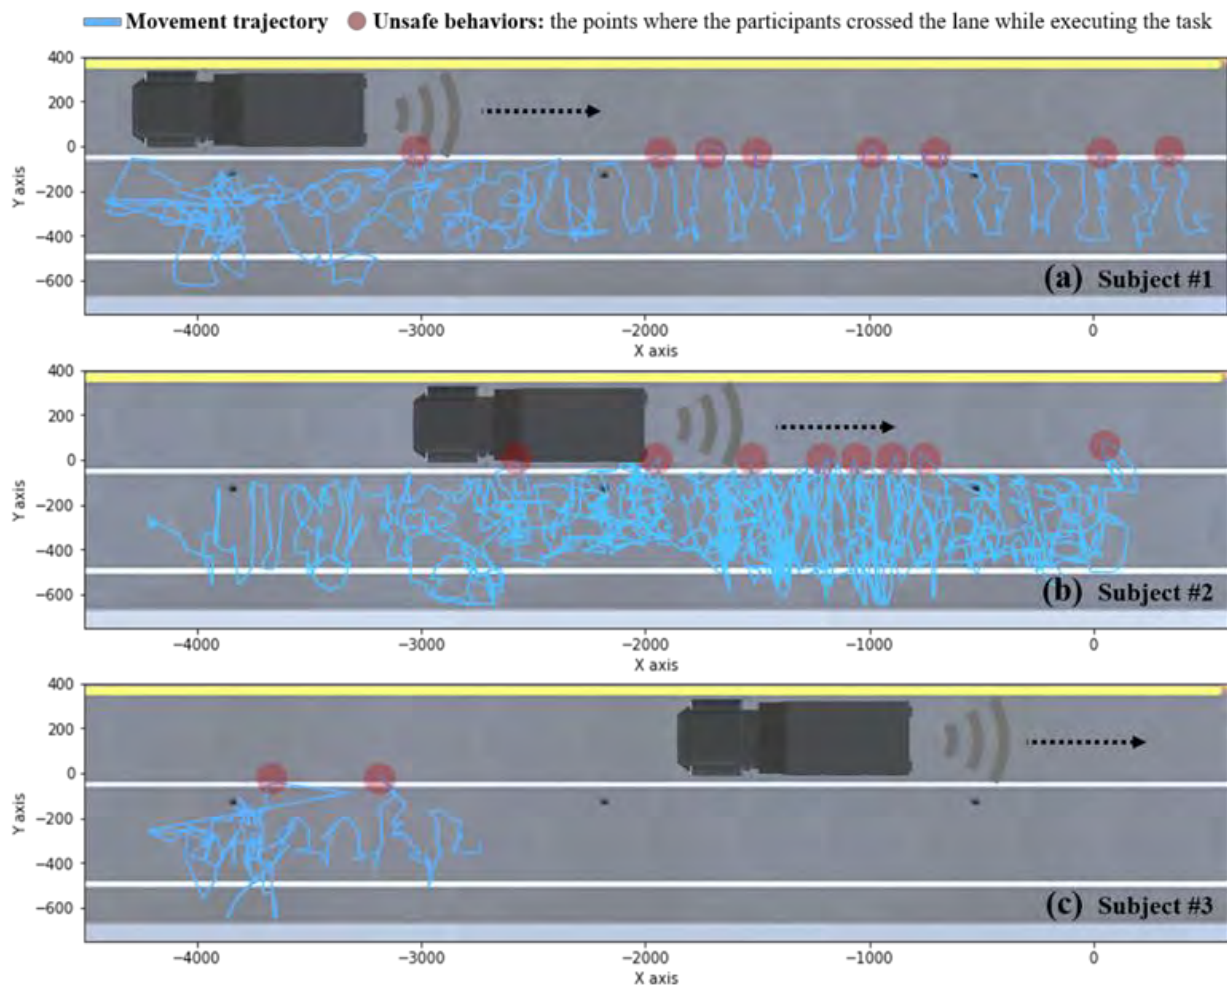 Movement trajectory Unsafe behaviors: the points where the participants crossed the lane while executing the task
400
200
0
−200
−400
−600
Y axis
(a) Subject #1
−4000 −3000 −2000 −1000 0
X axis
400
200
0
−200
−400
−600
Y axis
(b) Subject #2
−4000 −3000 −2000 −1000 0
X axis
400
200
0
−200
−400
−600
Y axis
(c) Subject #3
−4000 −3000 −2000 −1000 0
X axis